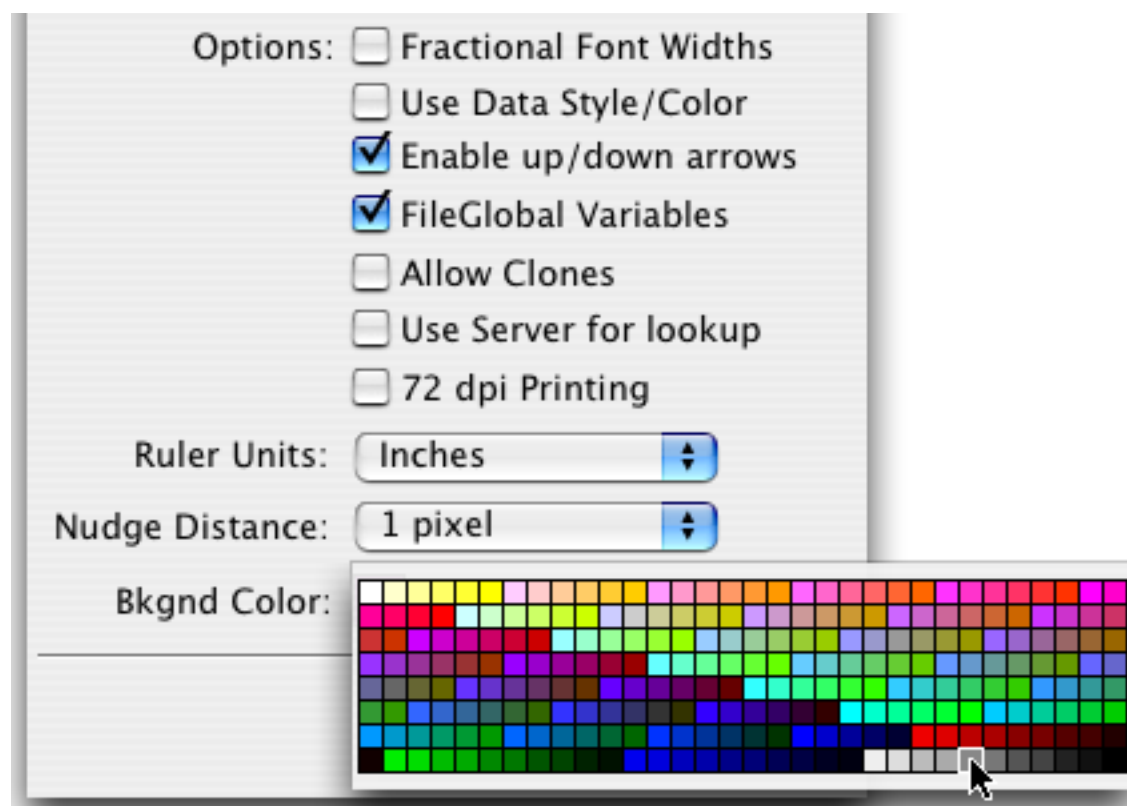 Options: Fractional Font Widths
Use Data Style/Color
Enable up/down arrows
FileGlobal Variables
Allow Clones
Use Server for lookup
72 dpi Printing
Ruler Units: Inches
Nudge Distance: 1 pixel
Bkgnd Color: